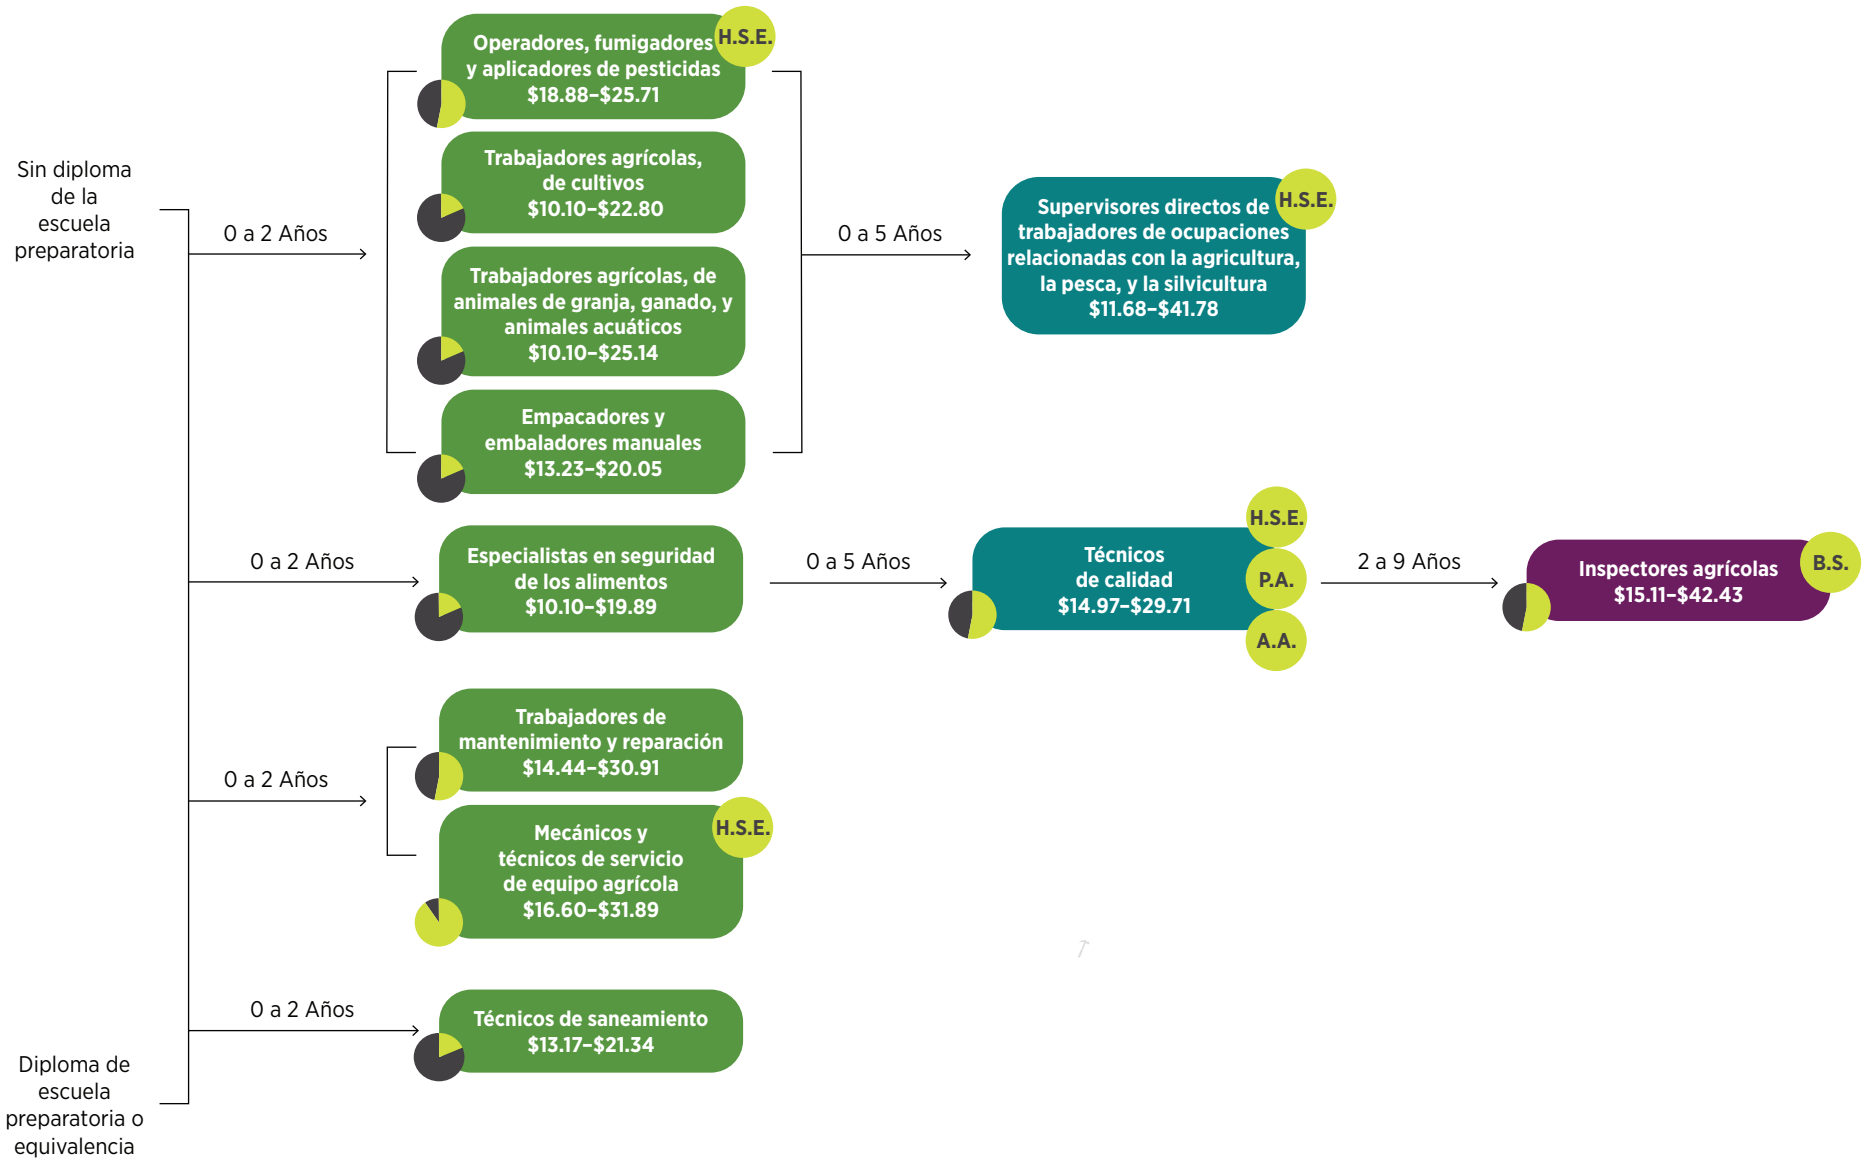 Sin diploma
de la
escuela
preparatoria
0 a 2 Años
Operadores, fumigadores
y aplicadores de pesticidas
$18.88–$25.71
H.S.E.
Trabajadores agrícolas,
de cultivos
$10.10–$22.80
Trabajadores agrícolas, de
animales de granja, ganado, y
animales acuáticos
$10.10–$25.14
Empacadores y
embaladores manuales
$13.23–$20.05
0 a 5 Años
Supervisores directos de
trabajadores de ocupaciones
relacionadas con la agricultura,
la pesca, y la silvicultura
$11.68–$41.78
H.S.E.
0 a 2 Años
Especialistas en seguridad
de los alimentos
$10.10–$19.89
0 a 5 Años
Técnicos
de calidad
$14.97–$29.71
H.S.E.
P.A.
A.A.
2 a 9 Años
Inspectores agrícolas
$15.11–$42.43
B.S.
0 a 2 Años
Trabajadores de
mantenimiento y reparación
$14.44–$30.91
Mecánicos y
técnicos de servicio
de equipo agrícola
$16.60–$31.89
H.S.E.
0 a 2 Años
Técnicos de saneamiento
$13.17–$21.34
Diploma de
escuela
preparatoria o
equivalencia